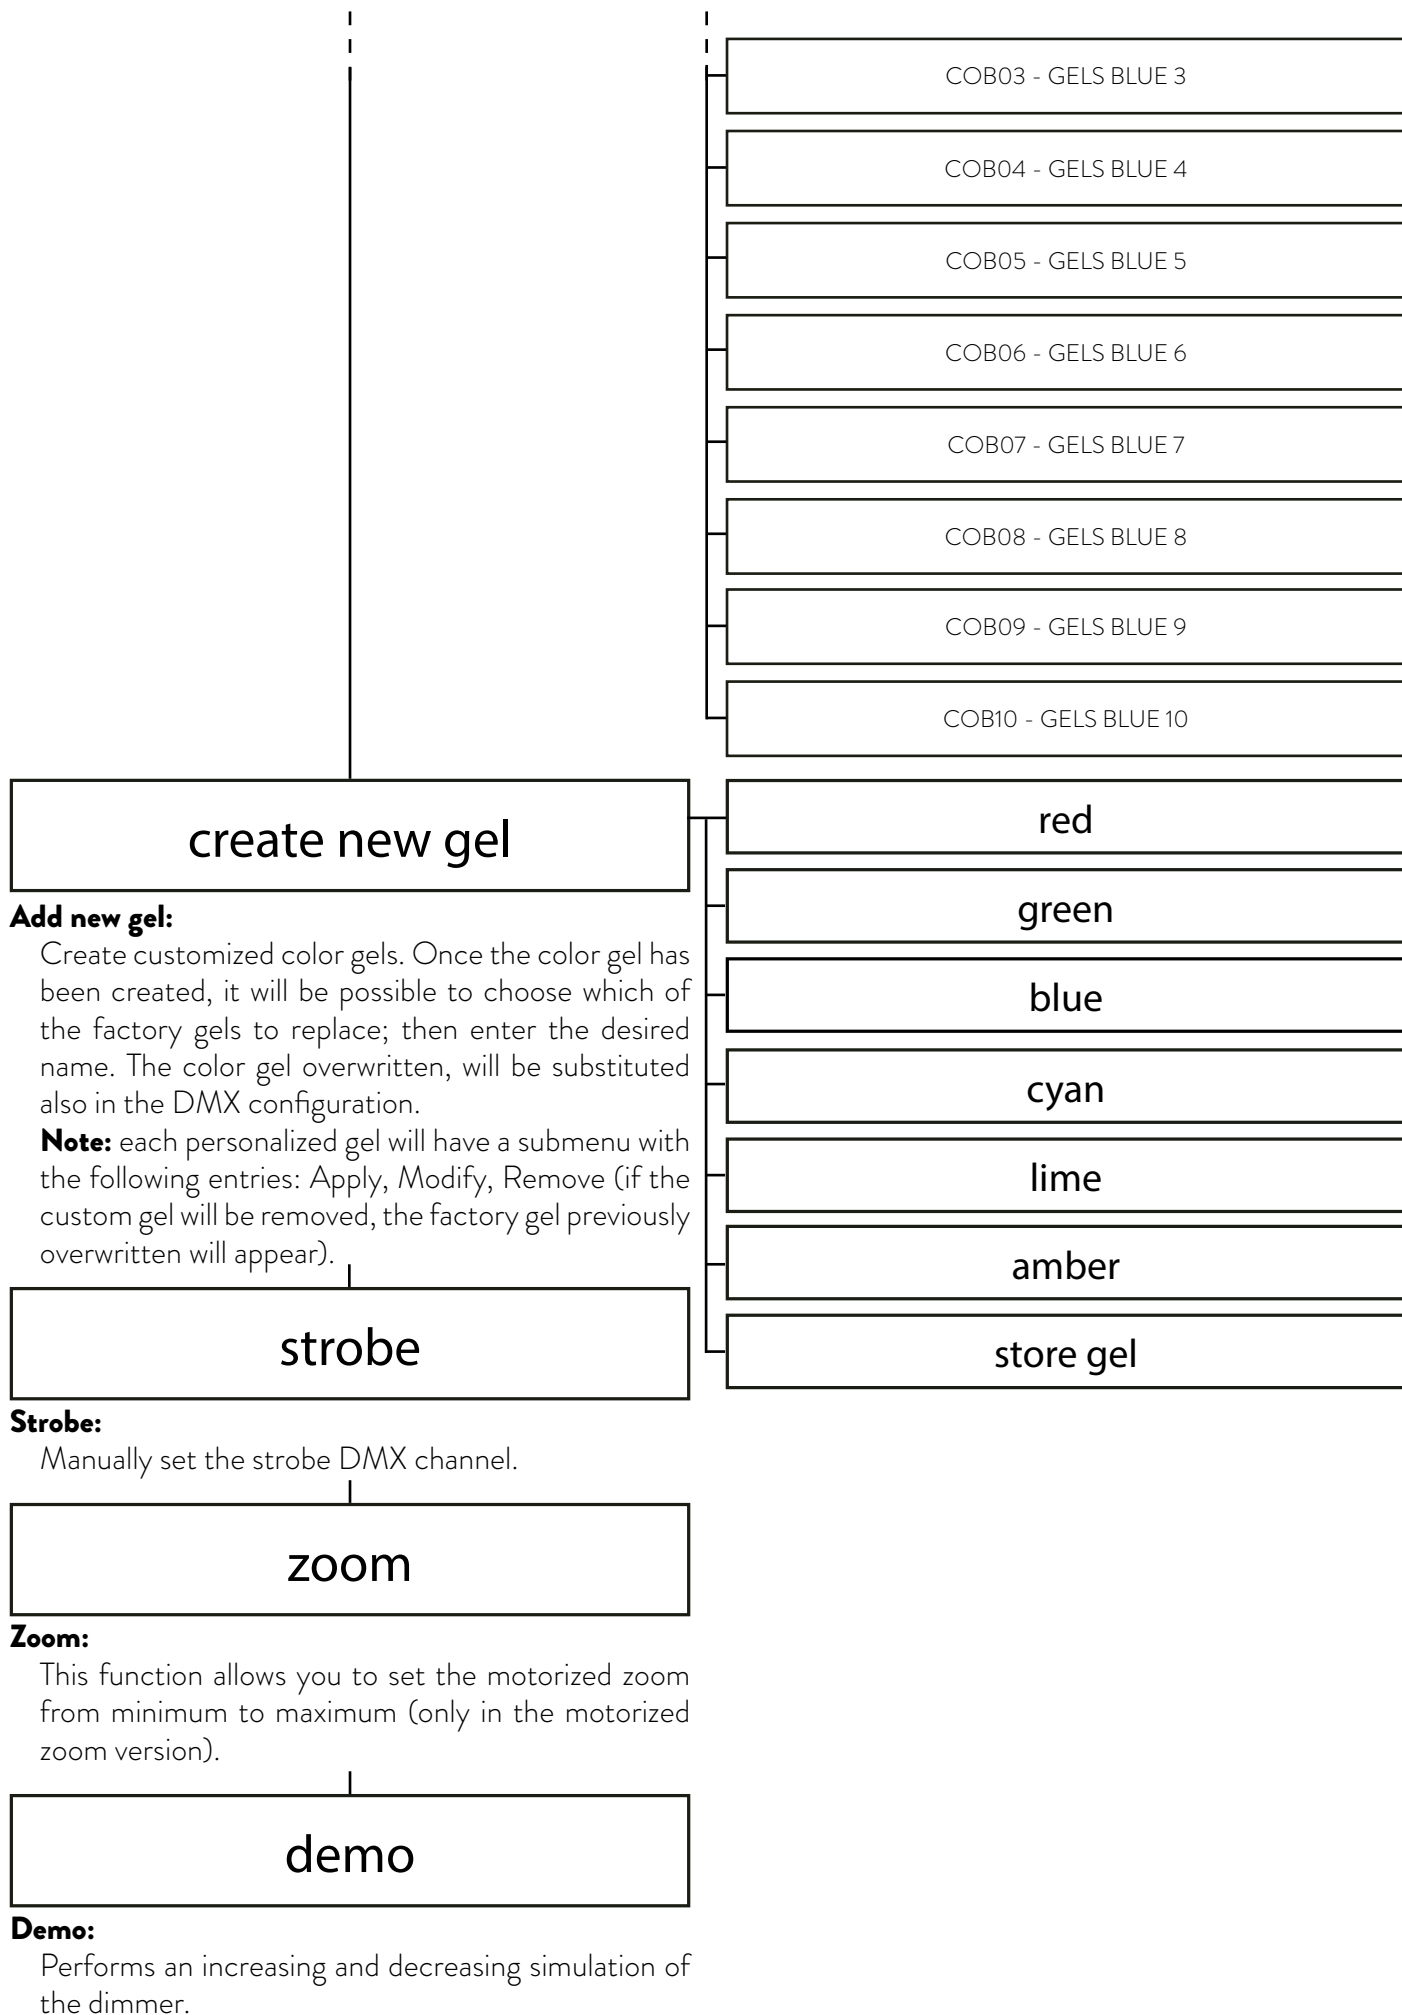 COB03 - GELS BLUE 3
COB04 - GELS BLUE 4
COB05 - GELS BLUE 5
COB06 - GELS BLUE 6
COB07 - GELS BLUE 7
COB08 - GELS BLUE 8
COB09 - GELS BLUE 9
COB10 - GELS BLUE 10
create new gel
Add new gel:
Create customized color gels. Once the color gel has
been created, it will be possible to choose which of
the factory gels to replace; then enter the desired
name. The color gel overwritten, will be substituted
also in the DMX configuration.
Note: each personalized gel will have a submenu with
the following entries: Apply, Modify, Remove (if the
custom gel will be removed, the factory gel previously
overwritten will appear).
red
green
blue
cyan
lime
amber
store gel
strobe
Strobe:
Manually set the strobe DMX channel.
zoom
Zoom:
This function allows you to set the motorized zoom
from minimum to maximum (only in the motorized
zoom version).
demo
Demo:
Performs an increasing and decreasing simulation of
the dimmer.